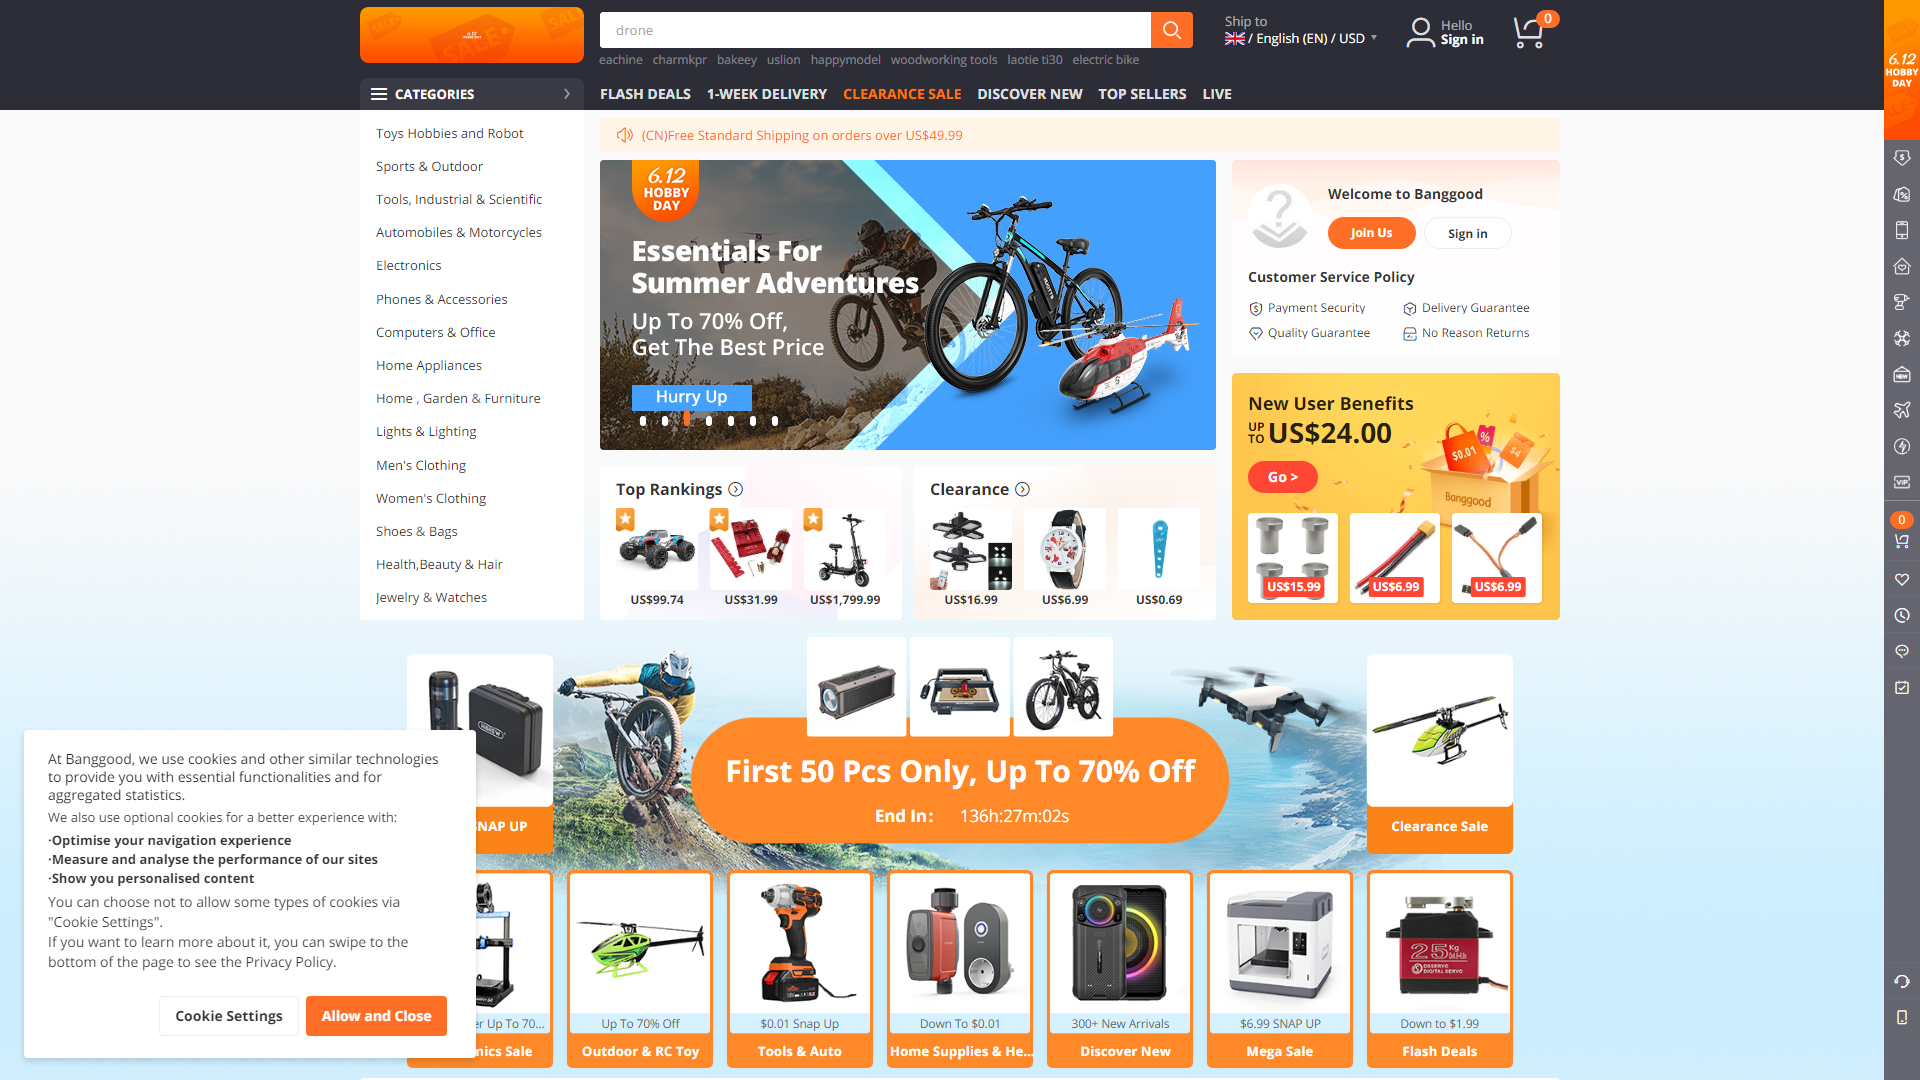 drone
Ship to
/ English (EN) / USD
Hello
Sign in
0
6.12
HOBBY
DAY
eachine charmkpr bakeey uslion happymodel woodworking tools laotie ti30 electric bike
CATEGORIES
FLASH DEALS 1-WEEK DELIVERY CLEARANCE SALE DISCOVER NEW TOP SELLERS LIVE
Toys Hobbies and Robot
Sports & Outdoor
Tools, Industrial & Scientific
Automobiles & Motorcycles
Electronics
Phones & Accessories
Computers & Office
Home Appliances
Home , Garden & Furniture
Lights & Lighting
Men's Clothing
Women's Clothing
Shoes & Bags
Health,Beauty & Hair
Jewelry & Watches
(CN)Free Standard Shipping on orders over US$49.99
6.12
HOBBY
DAY
Essentials For
Summer Adventures
Up To 70% Off,
Get The Best Price
Hurry Up
Welcome to Banggood
Join Us
Sign in
Customer Service Policy
Payment Security
Delivery Guarantee
Quality Guarantee
No Reason Returns
New User Benefits
UP
TO
US$24.00
Go >
$0.01
%
$4
Banggood
US$15.99
US$6.99
US$6.99
Top Rankings
US$99.74
US$31.99
US$1,799.99
Clearance
US$16.99
US$6.99
US$0.69
NEW
VIP
0
First 50 Pcs Only, Up To 70% Off
End In: 136h:27m:02s
SNAP UP
Clearance Sale
At Banggood, we use cookies and other similar technologies
to provide you with essential functionalities and for
aggregated statistics.
We also use optional cookies for a better experience with:
·Optimise your navigation experience
·Measure and analyse the performance of our sites
·Show you personalised content
You can choose not to allow some types of cookies via
"Cookie Settings".
If you want to learn more about it, you can swipe to the
bottom of the page to see the Privacy Policy.
Cookie Settings
Allow and Close
er Up To 70...
nics Sale
Up To 70% Off
Outdoor & RC Toy
$0.01 Snap Up
Tools & Auto
Down To $0.01
Home Supplies & He...
300+ New Arrivals
Discover New
$6.99 SNAP UP
Mega Sale
25 Kg
DSSERVO
DIGITAL SERVO
Down to $1.99
Flash Deals